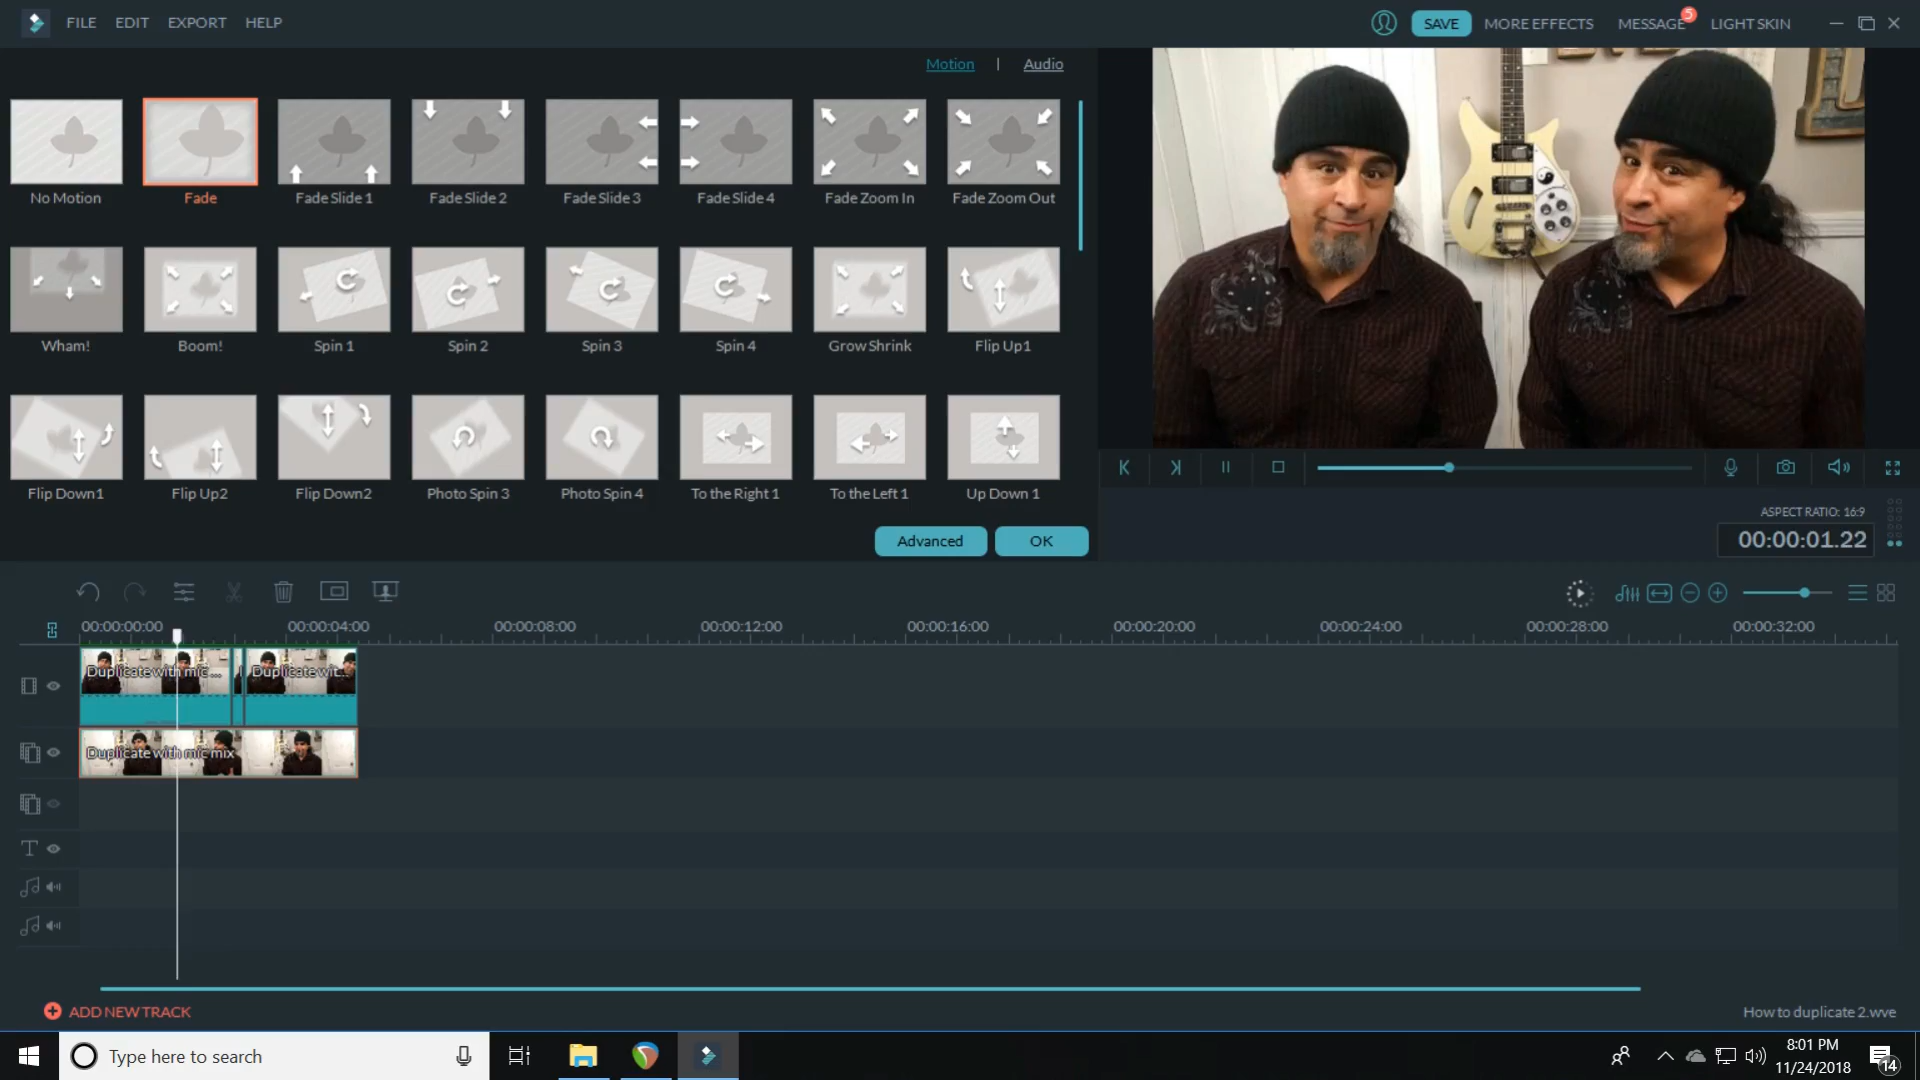 FILE EDIT EXPORT HELP
SAVE MORE EFFECTS MESSAGE 5 LIGHT SKIN
Motion | Audio
No Motion Fade Fade Slide 1 Fade Slide 2 Fade Slide 3 Fade Slide 4 Fade Zoom In Fade Zoom Out
Wham! Boom! Spin 1 Spin 2 Spin 3 Spin 4 Grow Shrink Flip Up1
Flip Down1 Flip Up2 Flip Down2 Photo Spin 3 Photo Spin 4 To the Right 1 To the Left 1 Up Down 1
Advanced OK
ASPECT RATIO: 16:9
00:00:01.22
00:00:00:00 00:00:04:00 00:00:08:00 00:00:12:00 00:00:16:00 00:00:20:00 00:00:24:00 00:00:28:00 00:00:32:00
Duplicate with mic ... Duplicate wit...
Duplicate with mic mix
T
ADD NEW TRACK
How to duplicate 2.wve
Type here to search
8:01 PM
11/24/2018
14